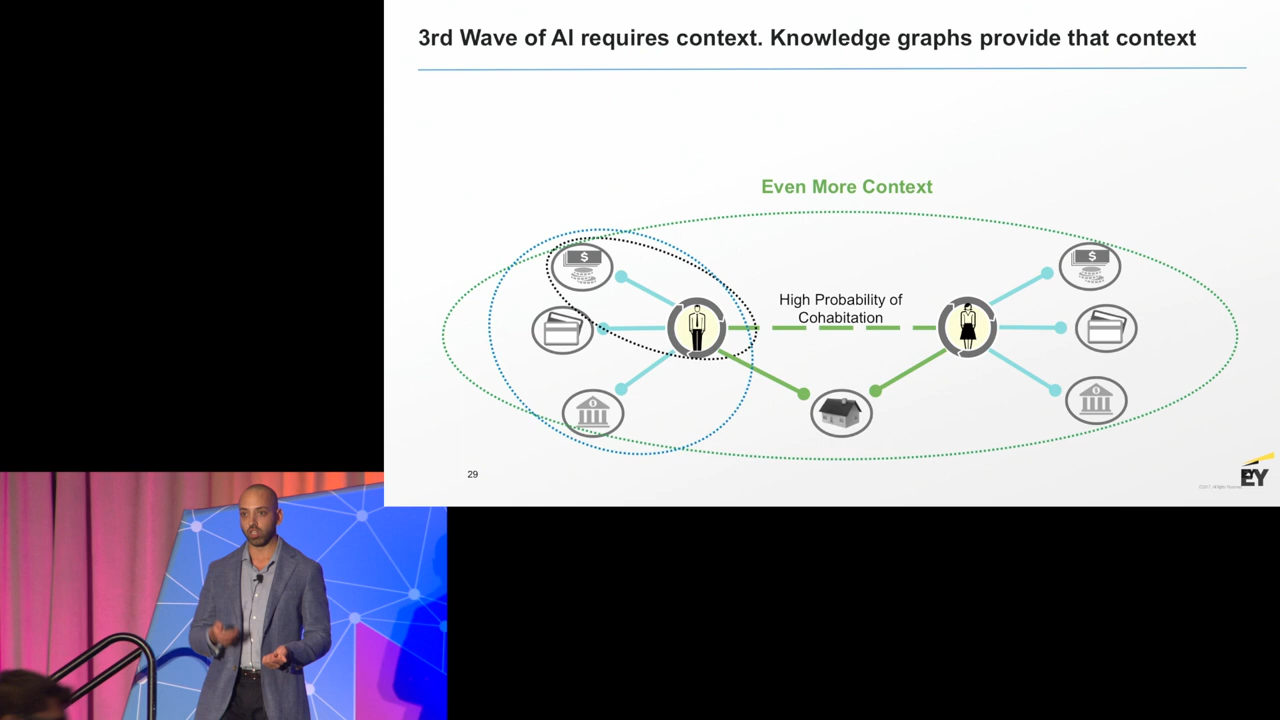 3rd Wave of AI requires context. Knowledge graphs provide that context
Even More Context
High Probability of
Cohabitation
$
$
29
EY